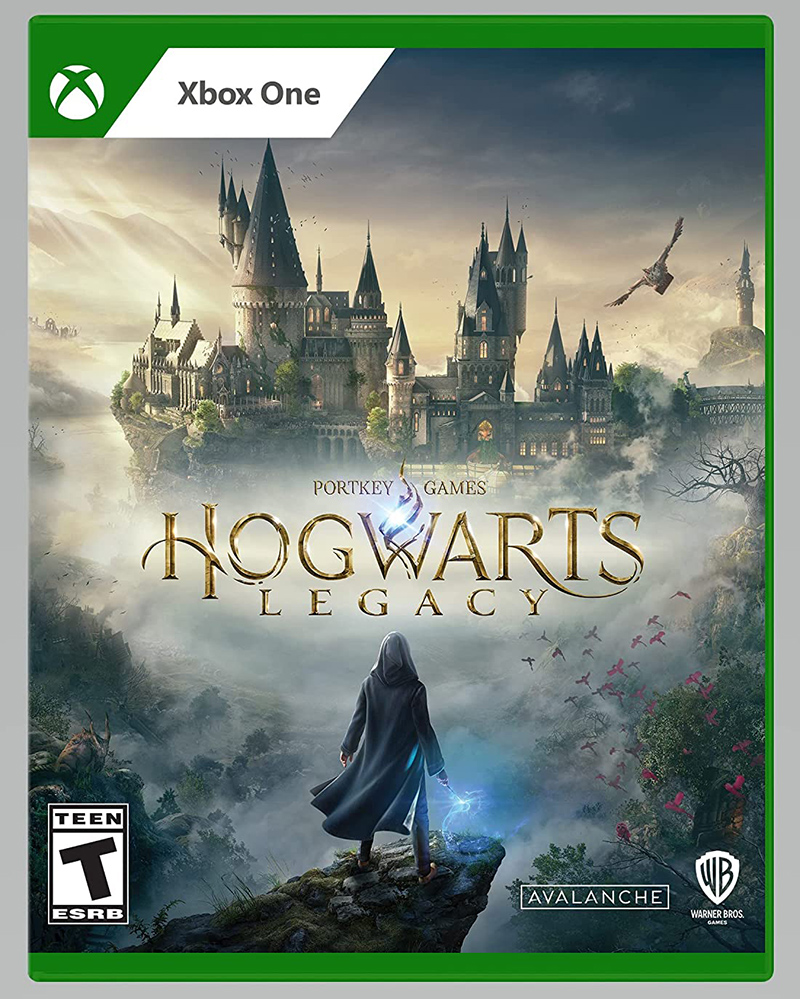 Xbox One
PORTKEY GAMES
HOGWARTS
LEGACY
TEEN
T
ESRB
AVALANCHE
WB
WARNER BROS.
GAMES